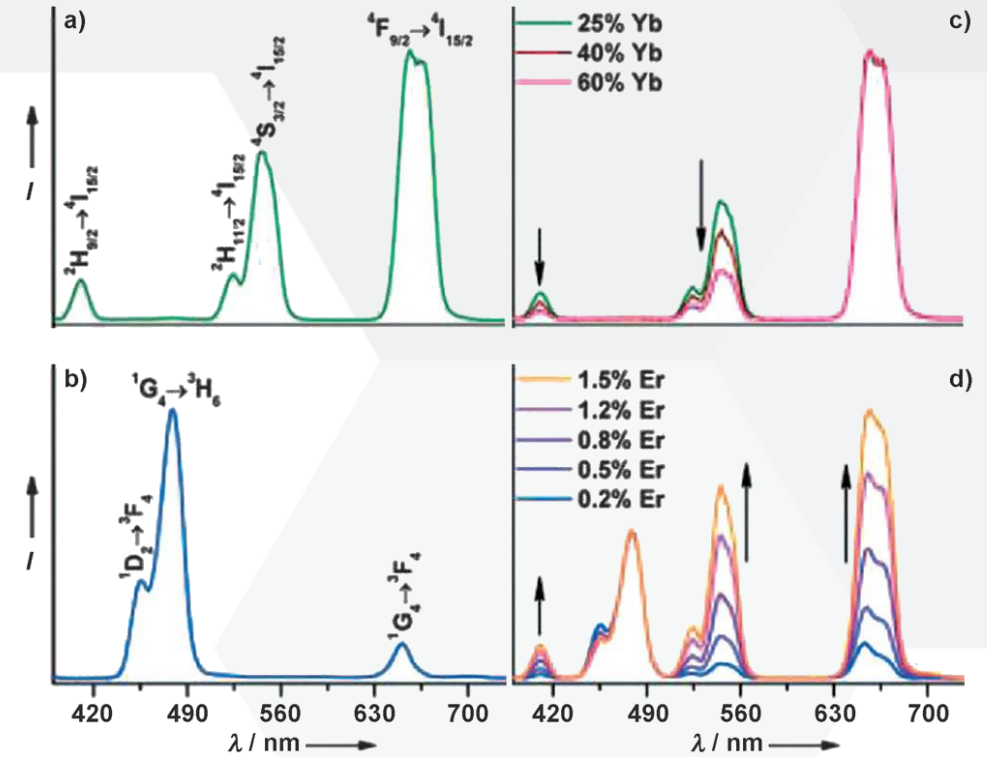 a)
²H₉/₂→⁴I₁₅/₂
²H₁₁/₂→⁴I₁₅/₂
⁴S₃/₂→⁴I₁₅/₂
⁴F₉/₂→⁴I₁₅/₂
I
c)
25% Yb
40% Yb
60% Yb
b)
¹D₂→³F₄
¹G₄→³H₆
¹G₄→³F₄
I
420 490 560 630 700
λ / nm
d)
1.5% Er
1.2% Er
0.8% Er
0.5% Er
0.2% Er
420 490 560 630 700
λ / nm